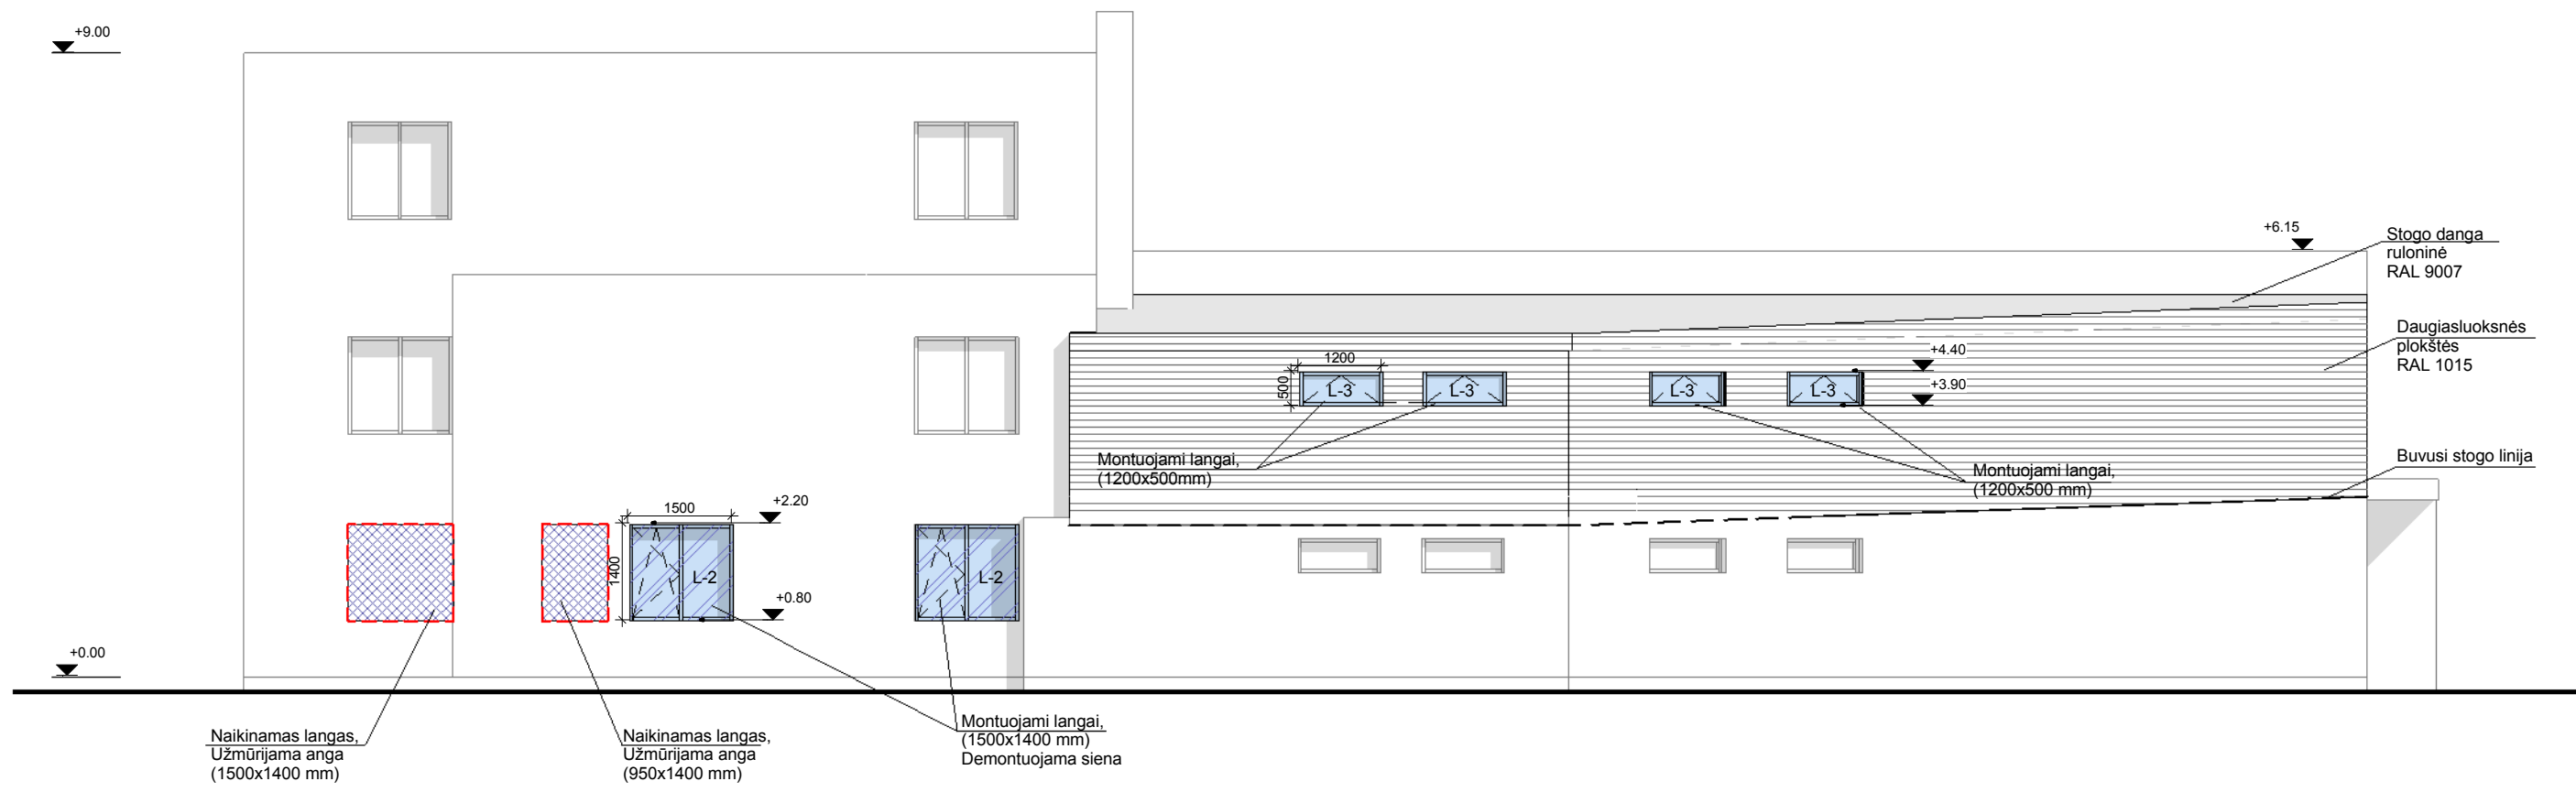 +9.00
+6.15
Stogo danga
ruloninė
RAL 9007
Daugiasluoksnės
plokštės
RAL 1015
+4.40
+3.90
1200
500
L-3
L-3
L-3
L-3
Montuojami langai,
(1200x500mm)
Montuojami langai,
(1200x500 mm)
Buvusi stogo linija
1500
+2.20
1400
L-2
L-2
+0.80
+0.00
Naikinamas langas,
Užmūrijama anga
(1500x1400 mm)
Naikinamas langas,
Užmūrijama anga
(950x1400 mm)
Montuojami langai,
(1500x1400 mm)
Demontuojama siena